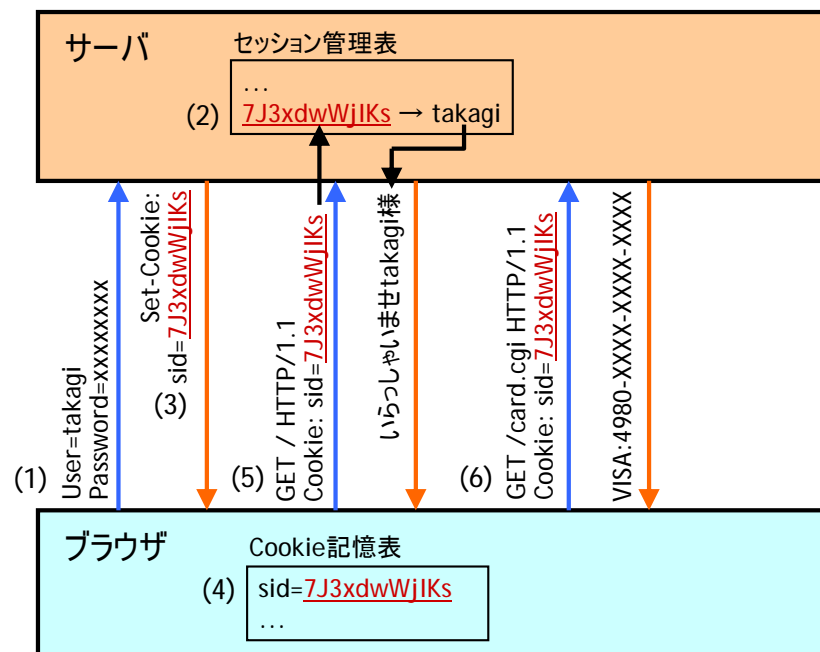 サーバ
セッション管理表
...
(2)
7J3xdwWjIKs → takagi
(1)
User=takagi
Password=xxxxxxxx
Set-Cookie:
sid=7J3xdwWjIKs
(3)
(5)
GET / HTTP/1.1
Cookie: sid=7J3xdwWjIKs
いらっしゃいませtakagi様
(6)
GET /card.cgi HTTP/1.1
Cookie: sid=7J3xdwWjIKs
VISA:4980-XXXX-XXXX-XXXX
ブラウザ
Cookie記憶表
(4)
sid=7J3xdwWjIKs
...